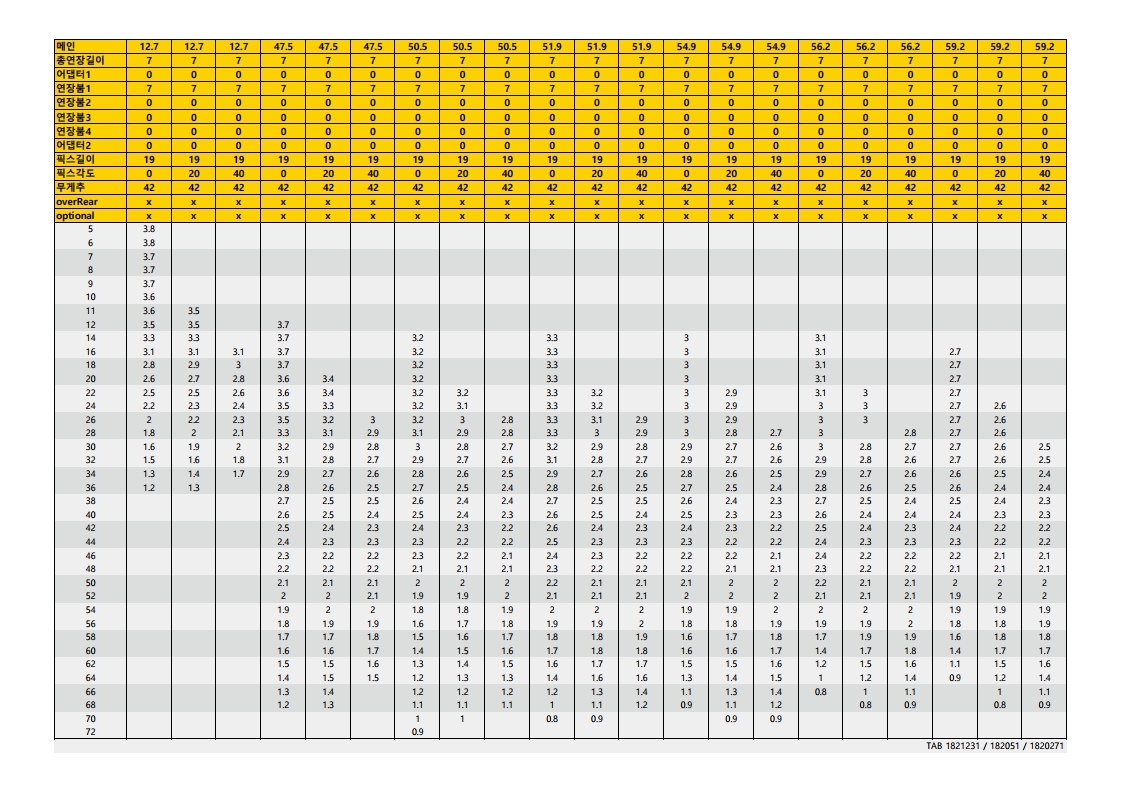 메인 12.7 12.7 12.7 47.5 47.5 47.5 50.5 50.5 50.5 51.9 51.9 51.9 54.9 54.9 54.9 56.2 56.2 56.2 59.2 59.2 59.2
총연장길이 7 7 7 7 7 7 7 7 7 7 7 7 7 7 7 7 7 7 7 7 7
어댑터1 0 0 0 0 0 0 0 0 0 0 0 0 0 0 0 0 0 0 0 0 0
연장붐1 7 7 7 7 7 7 7 7 7 7 7 7 7 7 7 7 7 7 7 7 7
연장붐2 0 0 0 0 0 0 0 0 0 0 0 0 0 0 0 0 0 0 0 0 0
연장붐3 0 0 0 0 0 0 0 0 0 0 0 0 0 0 0 0 0 0 0 0 0
연장붐4 0 0 0 0 0 0 0 0 0 0 0 0 0 0 0 0 0 0 0 0 0
어댑터2 0 0 0 0 0 0 0 0 0 0 0 0 0 0 0 0 0 0 0 0 0
픽스길이 19 19 19 19 19 19 19 19 19 19 19 19 19 19 19 19 19 19 19 19 19
픽스각도 0 20 40 0 20 40 0 20 40 0 20 40 0 20 40 0 20 40 0 20 40
무게추 42 42 42 42 42 42 42 42 42 42 42 42 42 42 42 42 42 42 42 42 42
overRear x x x x x x x x x x x x x x x x x x x x x
optional x x x x x x x x x x x x x x x x x x x x x
5 3.8
6 3.8
7 3.7
8 3.7
9 3.7
10 3.6
11 3.6 3.5
12 3.5 3.5 3.7
14 3.3 3.3 3.7 3.2 3.3 3 3.1
16 3.1 3.1 3.1 3.7 3.2 3.3 3 3.1 2.7
18 2.8 2.9 3 3.7 3.2 3.3 3 3.1 2.7
20 2.6 2.7 2.8 3.6 3.4 3.2 3.3 3 3.1 2.7
22 2.5 2.5 2.6 3.6 3.4 3.2 3.2 3.3 3.2 3 2.9 3.1 3 2.7
24 2.2 2.3 2.4 3.5 3.3 3.2 3.1 3.3 3.2 3 2.9 3 3 2.7 2.6
26 2 2.2 2.3 3.5 3.2 3 3.2 3 2.8 3.3 3.1 2.9 3 2.9 3 3 2.7 2.6
28 1.8 2 2.1 3.3 3.1 2.9 3.1 2.9 2.8 3.3 3 2.9 3 2.8 2.7 3 2.8 2.7 2.6
30 1.6 1.9 2 3.2 2.9 2.8 3 2.8 2.7 3.2 2.9 2.8 2.9 2.7 2.6 3 2.8 2.7 2.7 2.6 2.5
32 1.5 1.6 1.8 3.1 2.8 2.7 2.9 2.7 2.6 3.1 2.8 2.7 2.9 2.7 2.6 2.9 2.8 2.6 2.7 2.6 2.5
34 1.3 1.4 1.7 2.9 2.7 2.6 2.8 2.6 2.5 2.9 2.7 2.6 2.8 2.6 2.5 2.9 2.7 2.6 2.6 2.5 2.4
36 1.2 1.3 2.8 2.6 2.5 2.7 2.5 2.4 2.8 2.6 2.5 2.7 2.5 2.4 2.8 2.6 2.5 2.6 2.5 2.4
38 2.7 2.5 2.5 2.6 2.4 2.4 2.7 2.5 2.5 2.6 2.4 2.3 2.7 2.6 2.4 2.5 2.4 2.3
40 2.6 2.5 2.4 2.5 2.4 2.3 2.6 2.5 2.4 2.5 2.4 2.3 2.6 2.5 2.4 2.4 2.4 2.3
42 2.5 2.4 2.3 2.4 2.3 2.2 2.6 2.4 2.3 2.4 2.3 2.2 2.5 2.4 2.3 2.4 2.2 2.2
44 2.4 2.3 2.3 2.3 2.2 2.2 2.5 2.3 2.3 2.3 2.2 2.2 2.4 2.3 2.3 2.3 2.2 2.2
46 2.3 2.2 2.2 2.2 2.2 2.1 2.4 2.3 2.2 2.2 2.2 2.1 2.4 2.2 2.2 2.2 2.1 2.1
48 2.2 2.2 2.2 2.1 2.1 2.1 2.3 2.2 2.2 2.1 2.1 2.1 2.3 2.2 2.2 2.1 2.1 2.1
50 2.1 2.1 2.1 2 2 2 2.2 2.1 2.1 2.1 2 2 2.2 2.1 2.1 2 2 2
52 2 2 2.1 1.9 1.9 2 2.1 2.1 2.1 2 2 2 2.1 2.1 2.1 1.9 2 2
54 1.9 2 2 1.8 1.8 1.9 2 2 2 1.9 1.9 2 2 2 2 1.9 1.9 1.9
56 1.8 1.9 1.9 1.6 1.7 1.8 1.9 1.9 2 1.8 1.8 1.9 1.9 1.9 2 1.8 1.8 1.9
58 1.7 1.7 1.8 1.5 1.6 1.7 1.8 1.8 1.9 1.7 1.7 1.8 1.7 1.9 1.9 1.6 1.8 1.8
60 1.6 1.6 1.7 1.4 1.5 1.6 1.7 1.8 1.8 1.6 1.6 1.7 1.4 1.7 1.8 1.4 1.7 1.7
62 1.5 1.5 1.6 1.3 1.4 1.5 1.6 1.7 1.7 1.5 1.5 1.6 1.2 1.5 1.6 1.1 1.5 1.6
64 1.4 1.5 1.5 1.2 1.3 1.3 1.4 1.6 1.6 1.3 1.4 1.5 1 1.2 1.4 0.9 1.2 1.4
66 1.3 1.4 1.2 1.2 1.2 1.2 1.3 1.4 1.1 1.3 1.4 0.8 1 1.1 1 1.1
68 1.2 1.3 1.1 1.1 1.1 1 1.1 1.2 0.9 1.1 1.2 0.8 0.9 0.8 0.9
70 1 1 0.8 0.9 0.9 0.9
72 0.9
TAB 1821231 / 182051 / 1820271